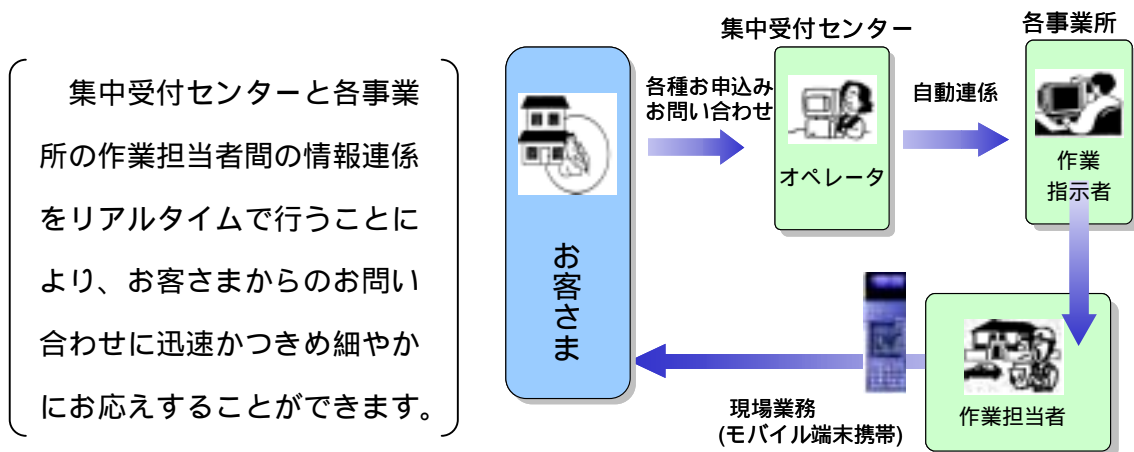 集中受付センターと各事業
所の作業担当者間の情報連係
をリアルタイムで行うことに
より、お客さまからのお問い
合わせに迅速かつきめ細やか
にお応えすることができます。
お客さま
各種お申込み
お問い合わせ
集中受付センター
オペレータ
自動連係
各事業所
作業
指示者
作業担当者
現場業務
(モバイル端末携帯)